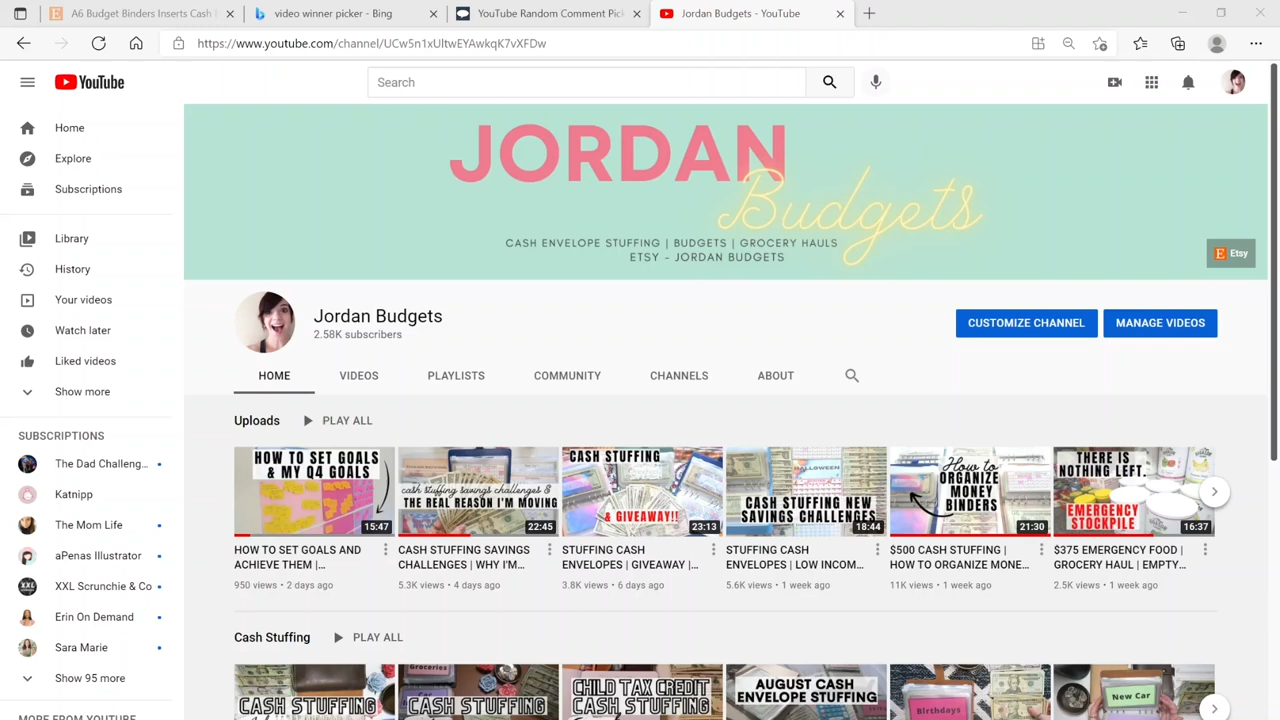 A6 Budget Binders Inserts Cash
video winner picker - Bing
YouTube Random Comment Pick
Jordan Budgets - YouTube
https://www.youtube.com/channel/UCw5n1xUltwEYAwkqK7vXFDw
YouTube
Search
Home
Explore
Subscriptions
Library
History
Your videos
Watch later
Liked videos
Show more
SUBSCRIPTIONS
The Dad Challeng...
Katnipp
The Mom Life
aPenas Illustrator
XXL Scrunchie & Co
Erin On Demand
Sara Marie
Show 95 more
MORE FROM YOUTUBE
JORDAN
Budgets
CASH ENVELOPE STUFFING | BUDGETS | GROCERY HAULS
ETSY - JORDAN BUDGETS
Etsy
Jordan Budgets
2.58K subscribers
CUSTOMIZE CHANNEL
MANAGE VIDEOS
HOME
VIDEOS
PLAYLISTS
COMMUNITY
CHANNELS
ABOUT
Uploads
PLAY ALL
HOW TO SET GOALS
& MY Q4 GOALS
15:47
HOW TO SET GOALS AND
ACHIEVE THEM |...
950 views • 2 days ago
cash stuffing savings challenges &
THE REAL REASON I'M MOVING
22:45
CASH STUFFING SAVINGS
CHALLENGES | WHY I'M...
5.3K views • 4 days ago
CASH STUFFING
& GIVEAWAY!!
23:13
STUFFING CASH
ENVELOPES | GIVEAWAY |...
3.8K views • 6 days ago
HALLOWEEN
CASH STUFFING NEW
SAVINGS CHALLENGES
18:44
STUFFING CASH
ENVELOPES | LOW INCOM...
5.6K views • 1 week ago
How to
ORGANIZE
MONEY
BINDERS
21:30
$500 CASH STUFFING |
HOW TO ORGANIZE MONE...
11K views • 1 week ago
THERE IS
NOTHING LEFT.
EMERGENCY
STOCKPILE
16:37
$375 EMERGENCY FOOD |
GROCERY HAUL | EMPTY...
2.5K views • 1 week ago
Cash Stuffing
PLAY ALL
CASH STUFFING
Groceries
CASH STUFFING
CHILD TAX CREDIT
CASH STUFFING
AUGUST CASH
ENVELOPE STUFFING
Birthdays
New Car